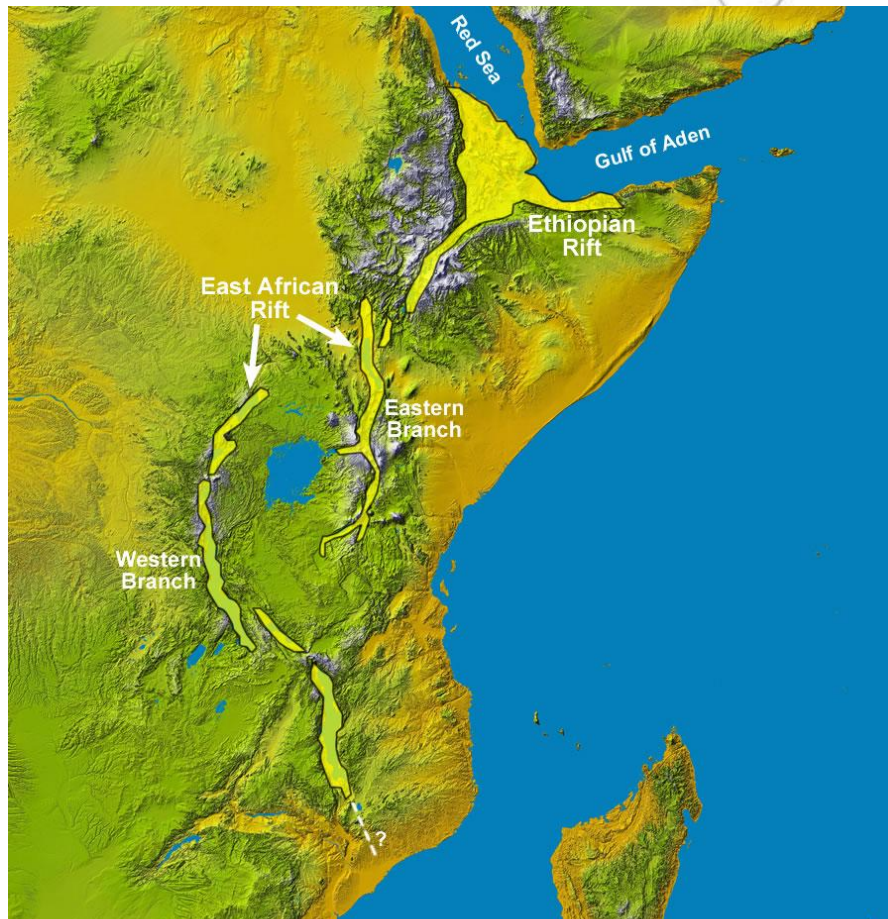 Red Sea
Gulf of Aden
Ethiopian
Rift
East African
Rift
Eastern
Branch
Western
Branch
?